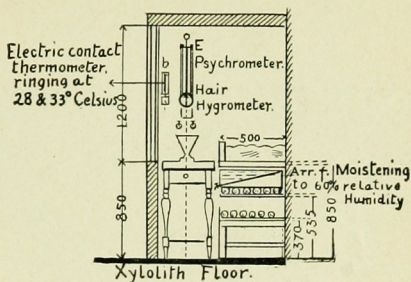 Electric contact
thermometer,
ringing at
28 & 33° Celsius
b
E
Psychrometer.
Hair
Hygrometer.
1200
850
500
Arr. f. Moistening
to 60% relative
Humidity
370
535
850
Xylolith Floor.